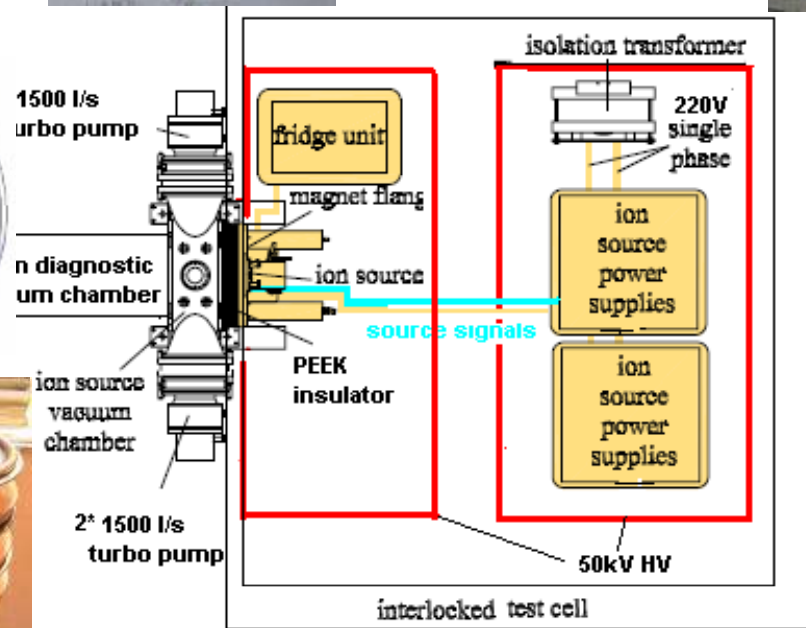 isolation transformer
1500 l/s
urbo pump
220V
single
phase
fridge unit
magnet flang
ion
source
power
supplies
n diagnostic
um chamber
ion source
source signals
PEEK
insulator
ion source
vacuum
chamber
ion
source
power
supplies
2* 1500 l/s
turbo pump
50kV HV
interlocked test cell